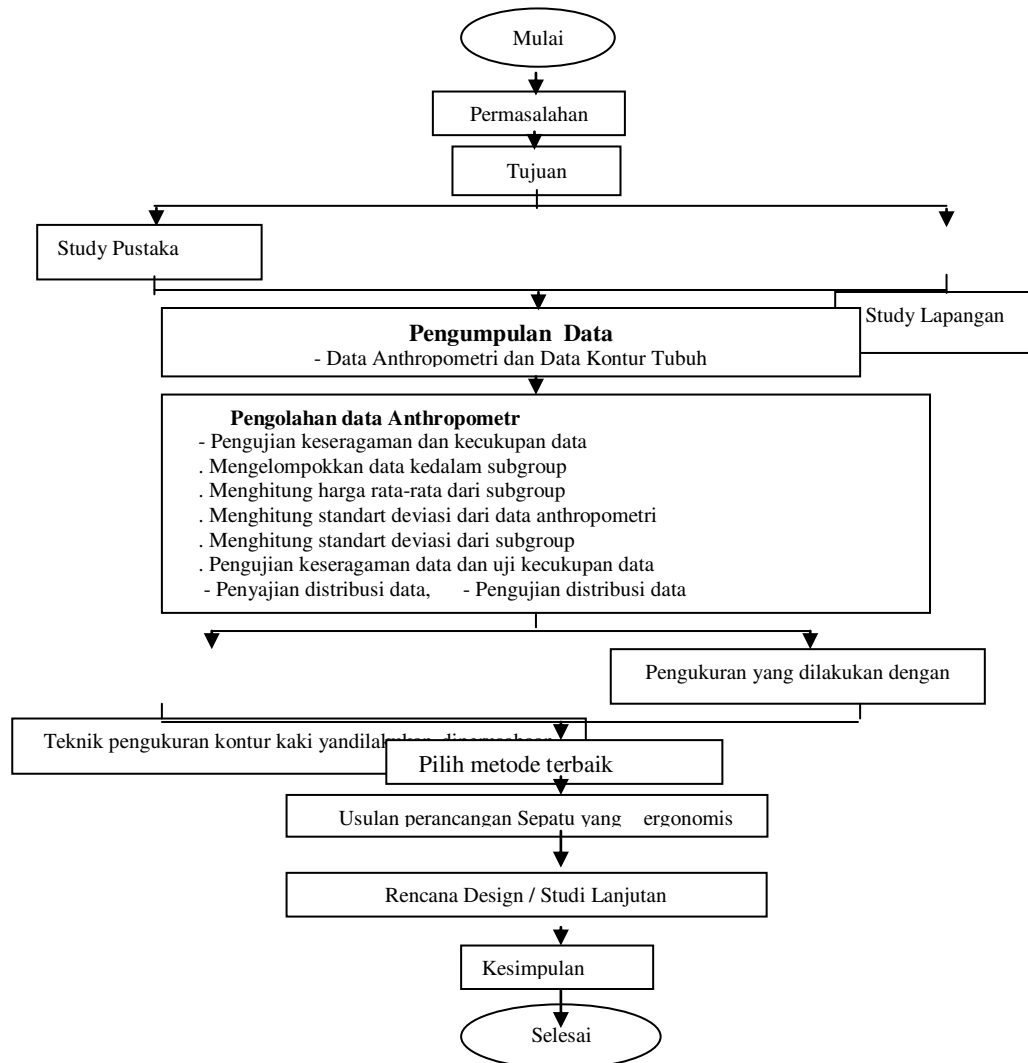 Mulai
Permasalahan
Tujuan
Study Pustaka
Study Lapangan
Pengumpulan Data
- Data Anthropometri dan Data Kontur Tubuh
Pengolahan data Anthropometr
- Pengujian keseragaman dan kecukupan data
. Mengelompokkan data kedalam subgroup
. Menghitung harga rata-rata dari subgroup
. Menghitung standart deviasi dari data anthropometri
. Menghitung standart deviasi dari subgroup
. Pengujian keseragaman data dan uji kecukupan data
- Penyajian distribusi data, - Pengujian distribusi data
Pengukuran yang dilakukan dengan
Teknik pengukuran kontur kaki yandilakukan diperusahaan
Pilih metode terbaik
Usulan perancangan Sepatu yang ergonomis
Rencana Design / Studi Lanjutan
Kesimpulan
Selesai